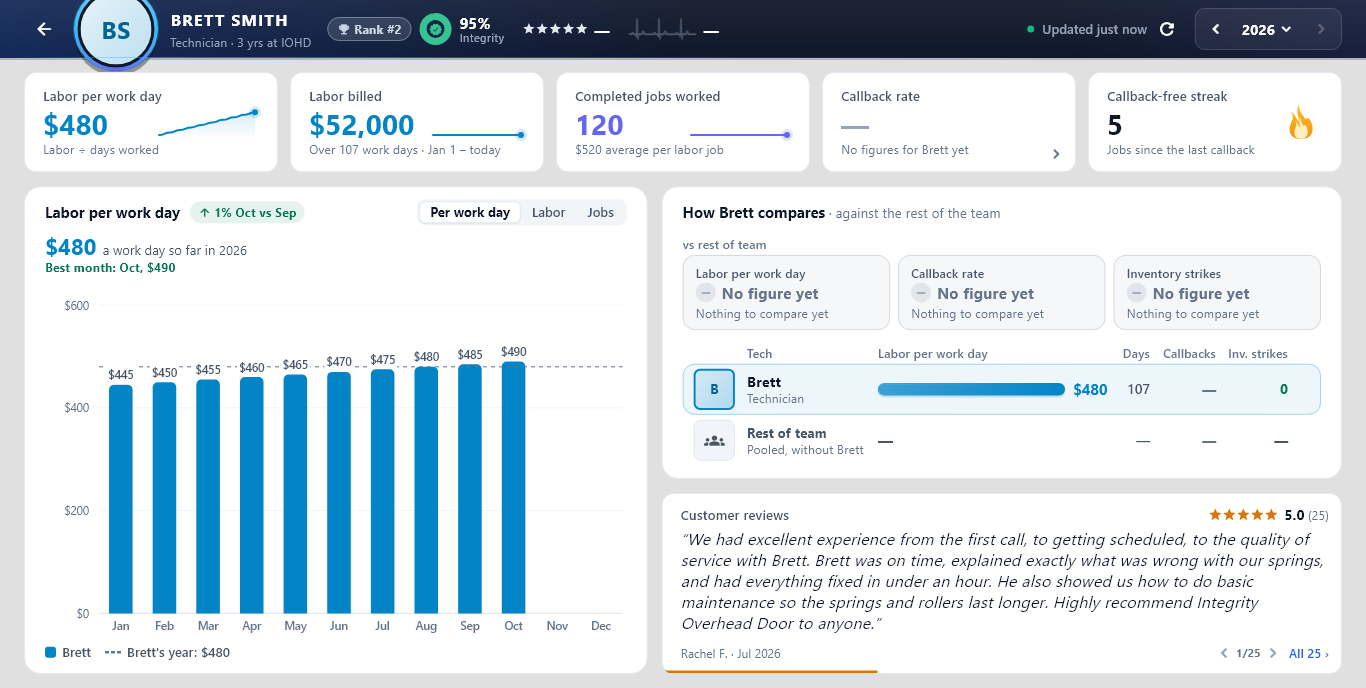 BS
BRETT SMITH
Technician · 3 yrs at IOHD
Rank #2
95%
Integrity
—
—
Updated just now
2026
Labor per work day
$480
Labor ÷ days worked
Labor billed
$52,000
Over 107 work days · Jan 1 – today
Completed jobs worked
120
$520 average per labor job
Callback rate
—
No figures for Brett yet
Callback-free streak
5
Jobs since the last callback
Labor per work day
↑ 1% Oct vs Sep
Per work day
Labor
Jobs
$480 a work day so far in 2026
Best month: Oct, $490
$600
$400
$200
$0
$445
$450
$455
$460
$465
$470
$475
$480
$485
$490
Jan
Feb
Mar
Apr
May
Jun
Jul
Aug
Sep
Oct
Nov
Dec
Brett
Brett's year: $480
How Brett compares · against the rest of the team
vs rest of team
Labor per work day
– No figure yet
Nothing to compare yet
Callback rate
– No figure yet
Nothing to compare yet
Inventory strikes
– No figure yet
Nothing to compare yet
Tech Labor per work day Days Callbacks Inv. strikes
B
Brett
Technician
$480 107 — 0
Rest of team
Pooled, without Brett
— — — —
Customer reviews
★★★★★ 5.0 (25)
“We had excellent experience from the first call, to getting scheduled, to the quality of
service with Brett. Brett was on time, explained exactly what was wrong with our springs,
and had everything fixed in under an hour. He also showed us how to do basic
maintenance so the springs and rollers last longer. Highly recommend Integrity
Overhead Door to anyone.”
Rachel F. · Jul 2026
1/25
All 25 ›